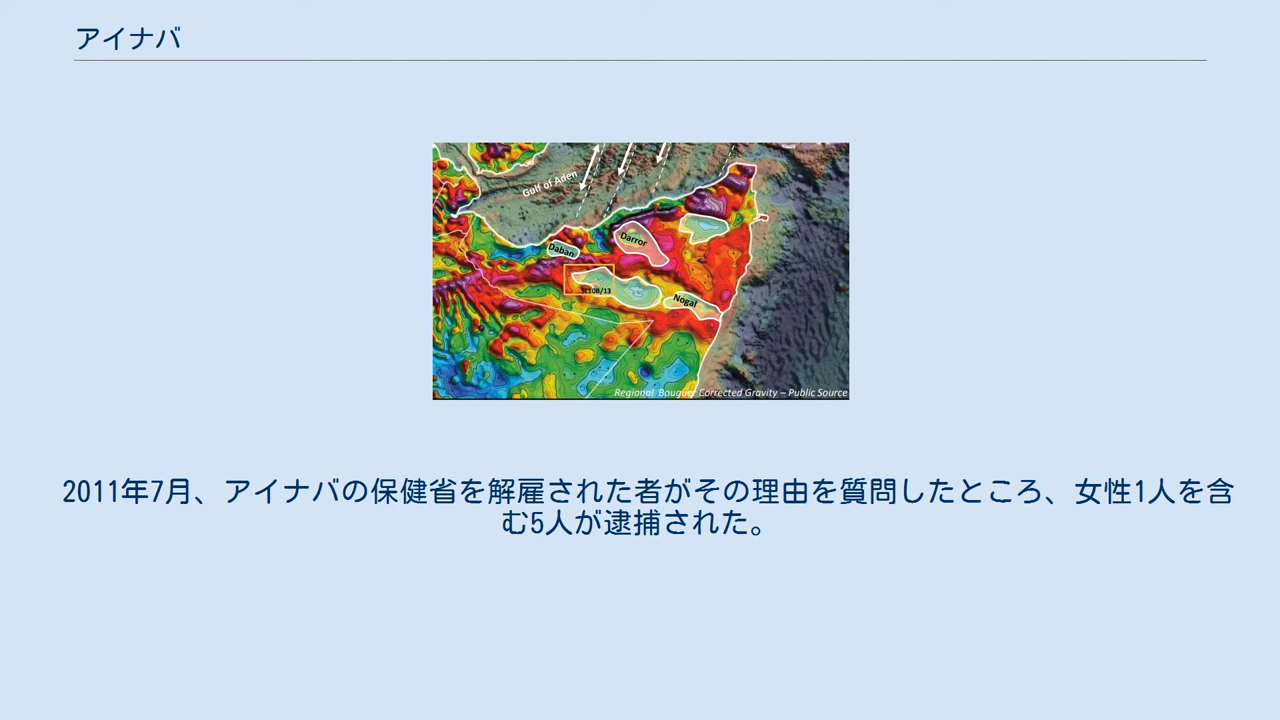 アイナバ
Gulf of Aden
Daban
Darror
SL10B/13
Nogal
Regional Bouguer Corrected Gravity – Public Source
2011年7月、アイナバの保健省を解雇された者がその理由を質問したところ、女性1人を含
む5人が逮捕された。